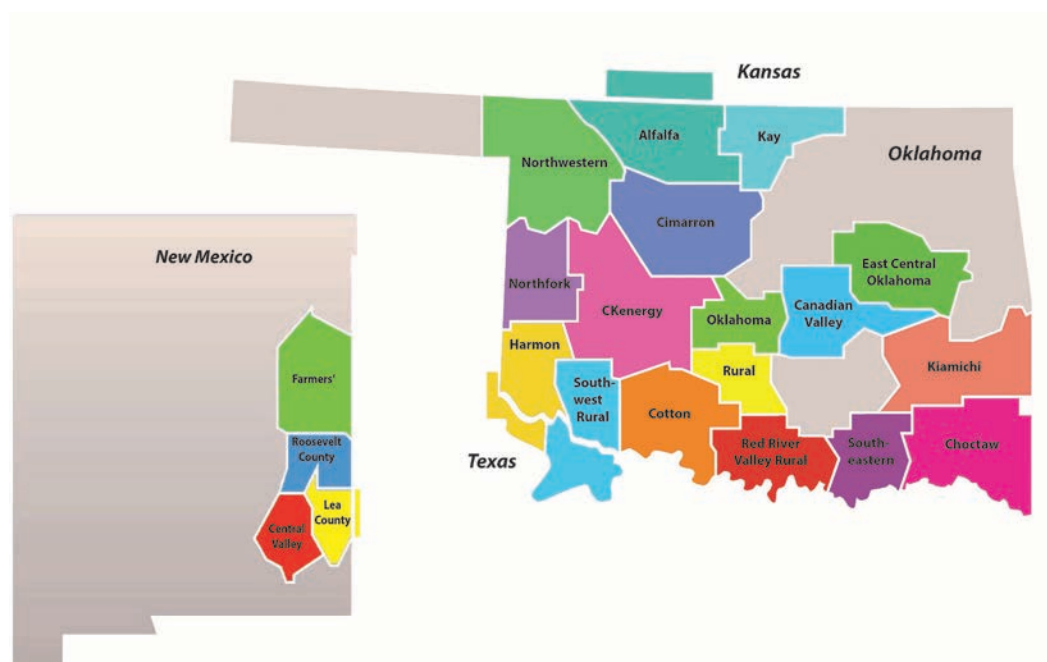 Kansas
Alfalfa
Kay
Northwestern
Oklahoma
Cimarron
New Mexico
East Central
Oklahoma
Northfork
CKenergy
Canadian
Valley
Oklahoma
Harmon
Rural
Kiamichi
Farmers'
South-
west
Rural
Cotton
Roosevelt
County
Red River
Valley Rural
South-
eastern
Choctaw
Texas
Lea
County
Central
Valley